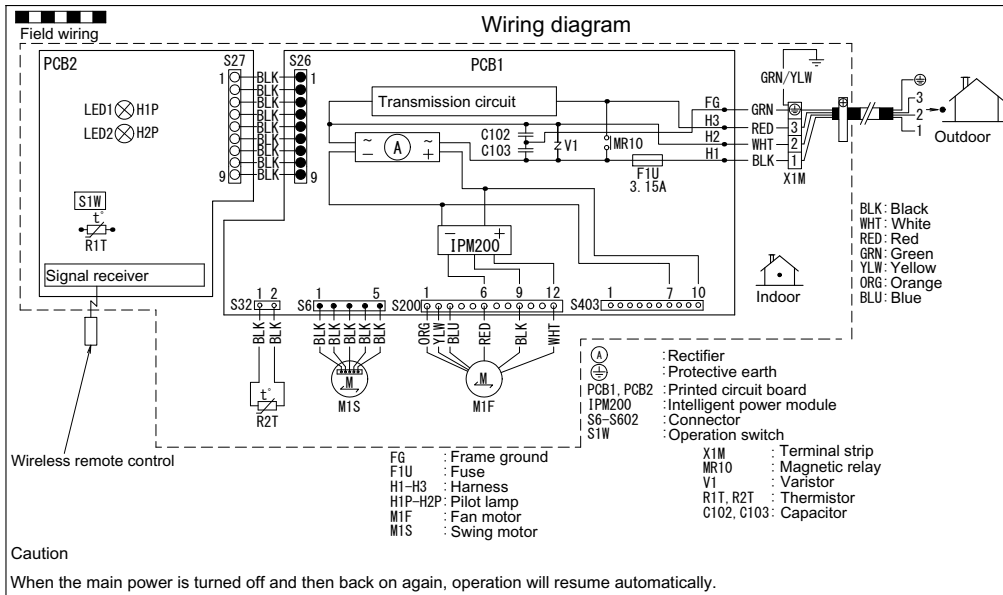 Wiring diagram
Field wiring
PCB2
S27
S26
PCB1
1 BLK 1
BLK
BLK
BLK
BLK
BLK
BLK
BLK
9 BLK 9
LED1 H1P
LED2 H2P
S1W
t°
R1T
Signal receiver
Transmission circuit
~ ~
− +
A
C102
C103
V1
MR10
F1U
3.15A
FG
H3
H2
H1
GRN/YLW
GRN
RED 3
WHT 2
BLK 1
X1M
3
2
1
Outdoor
− +
IPM200
Indoor
BLK: Black
WHT: White
RED: Red
GRN: Green
YLW: Yellow
ORG: Orange
BLU: Blue
S32 1 2
S6 1 5
S200 1 6 9 12
S403 1 7 10
BLK BLK
BLK BLK BLK BLK BLK
ORG YLW BLU RED BLK WHT
t°
R2T
M
M1S
M
M1F
Wireless remote control
A : Rectifier
: Protective earth
PCB1, PCB2 : Printed circuit board
IPM200 : Intelligent power module
S6-S602 : Connector
S1W : Operation switch
X1M : Terminal strip
MR10 : Magnetic relay
V1 : Varistor
R1T, R2T : Thermistor
C102, C103 : Capacitor
FG : Frame ground
F1U : Fuse
H1-H3 : Harness
H1P-H2P : Pilot lamp
M1F : Fan motor
M1S : Swing motor
Caution
When the main power is turned off and then back on again, operation will resume automatically.